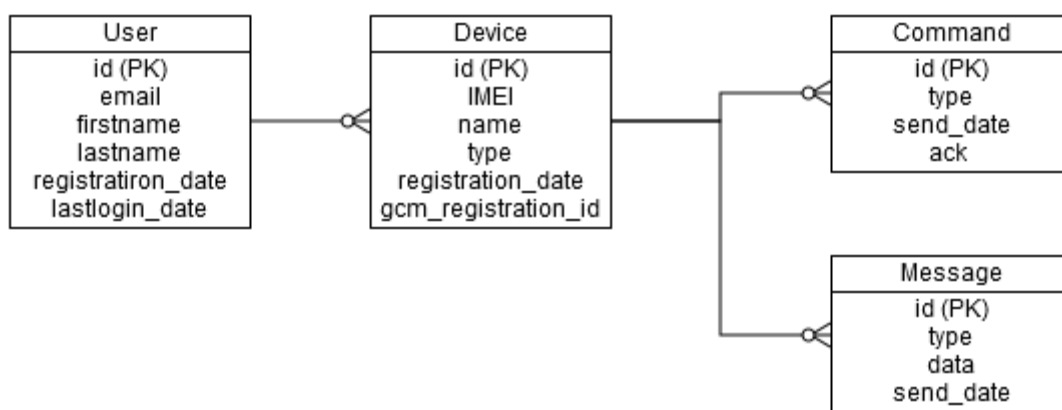 User
id (PK)
email
firstname
lastname
registratiron_date
lastlogin_date
Device
id (PK)
IMEI
name
type
registration_date
gcm_registration_id
Command
id (PK)
type
send_date
ack
Message
id (PK)
type
data
send_date